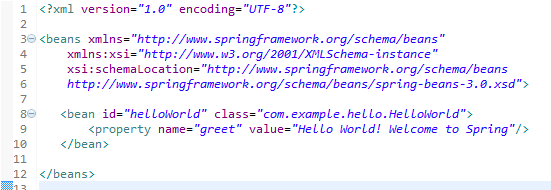 1 <?xml version="1.0" encoding="UTF-8"?>
2
3 <beans xmlns="http://www.springframework.org/schema/beans"
4     xmlns:xsi="http://www.w3.org/2001/XMLSchema-instance"
5     xsi:schemaLocation="http://www.springframework.org/schema/beans
6     http://www.springframework.org/schema/beans/spring-beans-3.0.xsd">
7
8    <bean id="helloWorld" class="com.example.hello.HelloWorld">
9        <property name="greet" value="Hello World! Welcome to Spring"/>
10    </bean>
11
12 </beans>
13